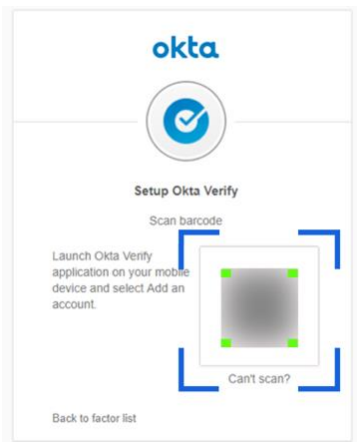 okta
Setup Okta Verify
Scan barcode
Launch Okta Verify
application on your mobile
device and select Add an
account.
Can't scan?
Back to factor list